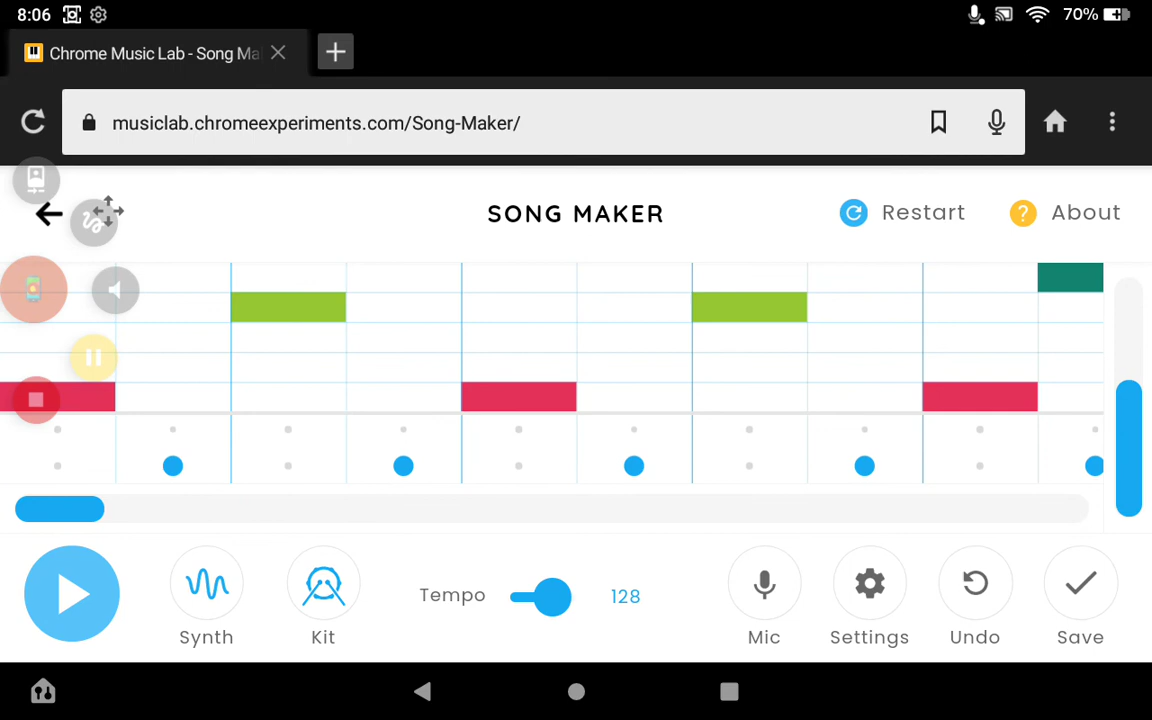 8:06
70%
Chrome Music Lab - Song Ma
musiclab.chromeexperiments.com/Song-Maker/
SONG MAKER
Restart
? About
Tempo
128
Synth
Kit
Mic
Settings
Undo
Save